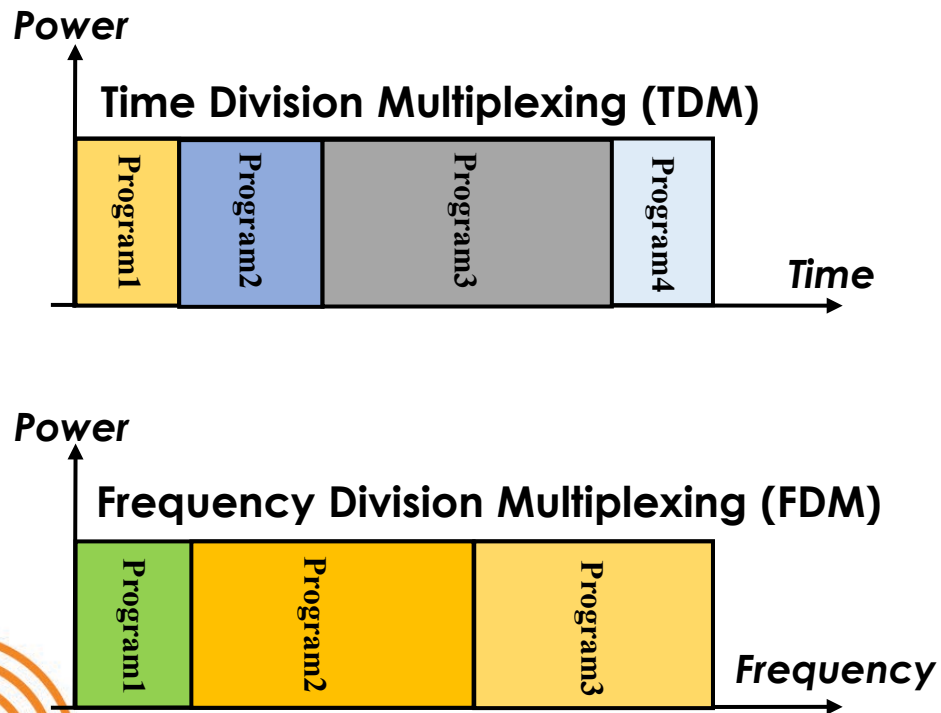 Power
Time Division Multiplexing (TDM)
Program1
Program2
Program3
Program4
Time
Power
Frequency Division Multiplexing (FDM)
Program1
Program2
Program3
Frequency